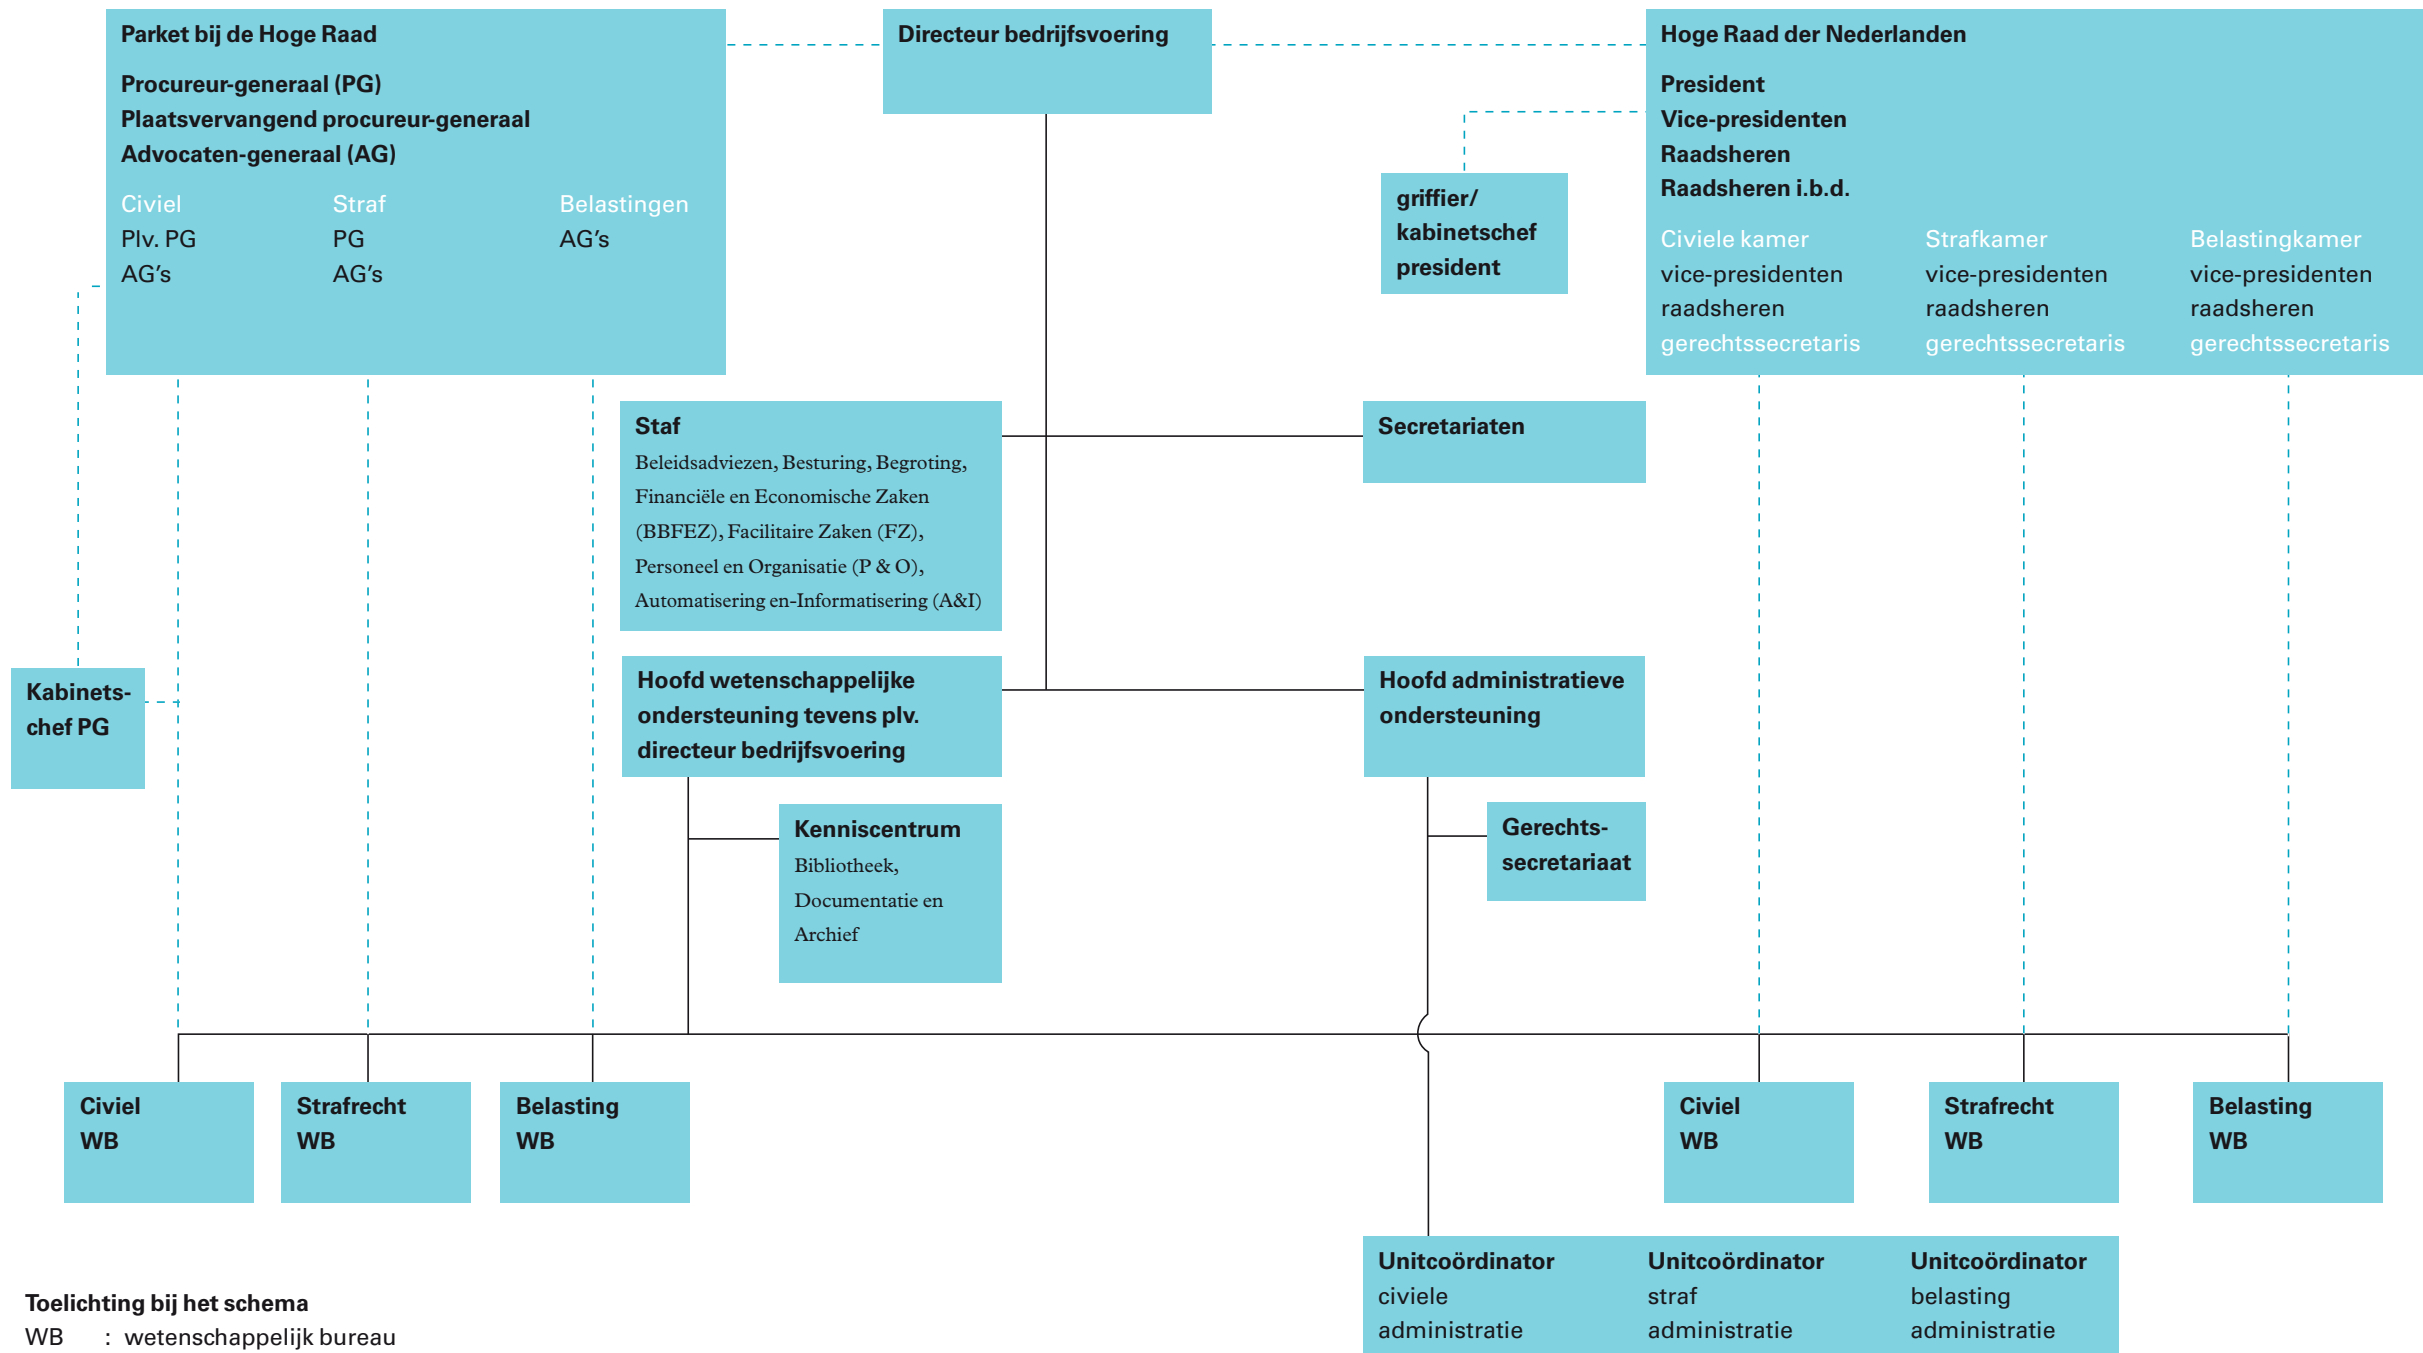 Parket bij de Hoge Raad
Procureur-generaal (PG)
Plaatsvervangend procureur-generaal
Advocaten-generaal (AG)
Civiel
Plv. PG
AG’s
Straf
PG
AG’s
Belastingen
AG’s
Directeur bedrijfsvoering
Hoge Raad der Nederlanden
President
Vice-presidenten
Raadsheren
Raadsheren i.b.d.
Civiele kamer
vice-presidenten
raadsheren
gerechtssecretaris
Strafkamer
vice-presidenten
raadsheren
gerechtssecretaris
Belastingkamer
vice-presidenten
raadsheren
gerechtssecretaris
griffier/
kabinetschef
president
Staf
Beleidsadviezen, Besturing, Begroting,
Financiële en Economische Zaken
(BBFEZ), Facilitaire Zaken (FZ),
Personeel en Organisatie (P & O),
Automatisering en-Informatisering (A&I)
Secretariaten
Kabinets-
chef PG
Hoofd wetenschappelijke
ondersteuning tevens plv.
directeur bedrijfsvoering
Hoofd administratieve
ondersteuning
Kenniscentrum
Bibliotheek,
Documentatie en
Archief
Gerechts-
secretariaat
Civiel
WB
Strafrecht
WB
Belasting
WB
Civiel
WB
Strafrecht
WB
Belasting
WB
Unitcoördinator
civiele
administratie
Unitcoördinator
straf
administratie
Unitcoördinator
belasting
administratie
Toelichting bij het schema
WB : wetenschappelijk bureau